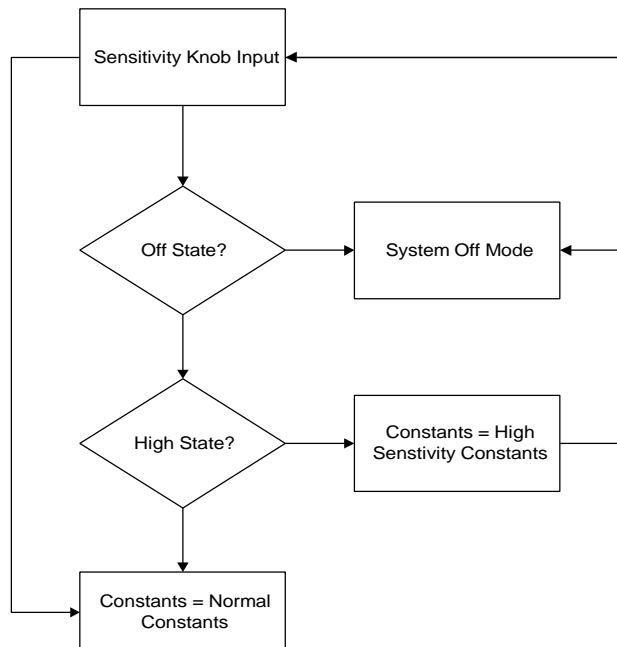 Sensitivity Knob Input
Off State?
System Off Mode
High State?
Constants = High
Senstivity Constants
Constants = Normal
Constants